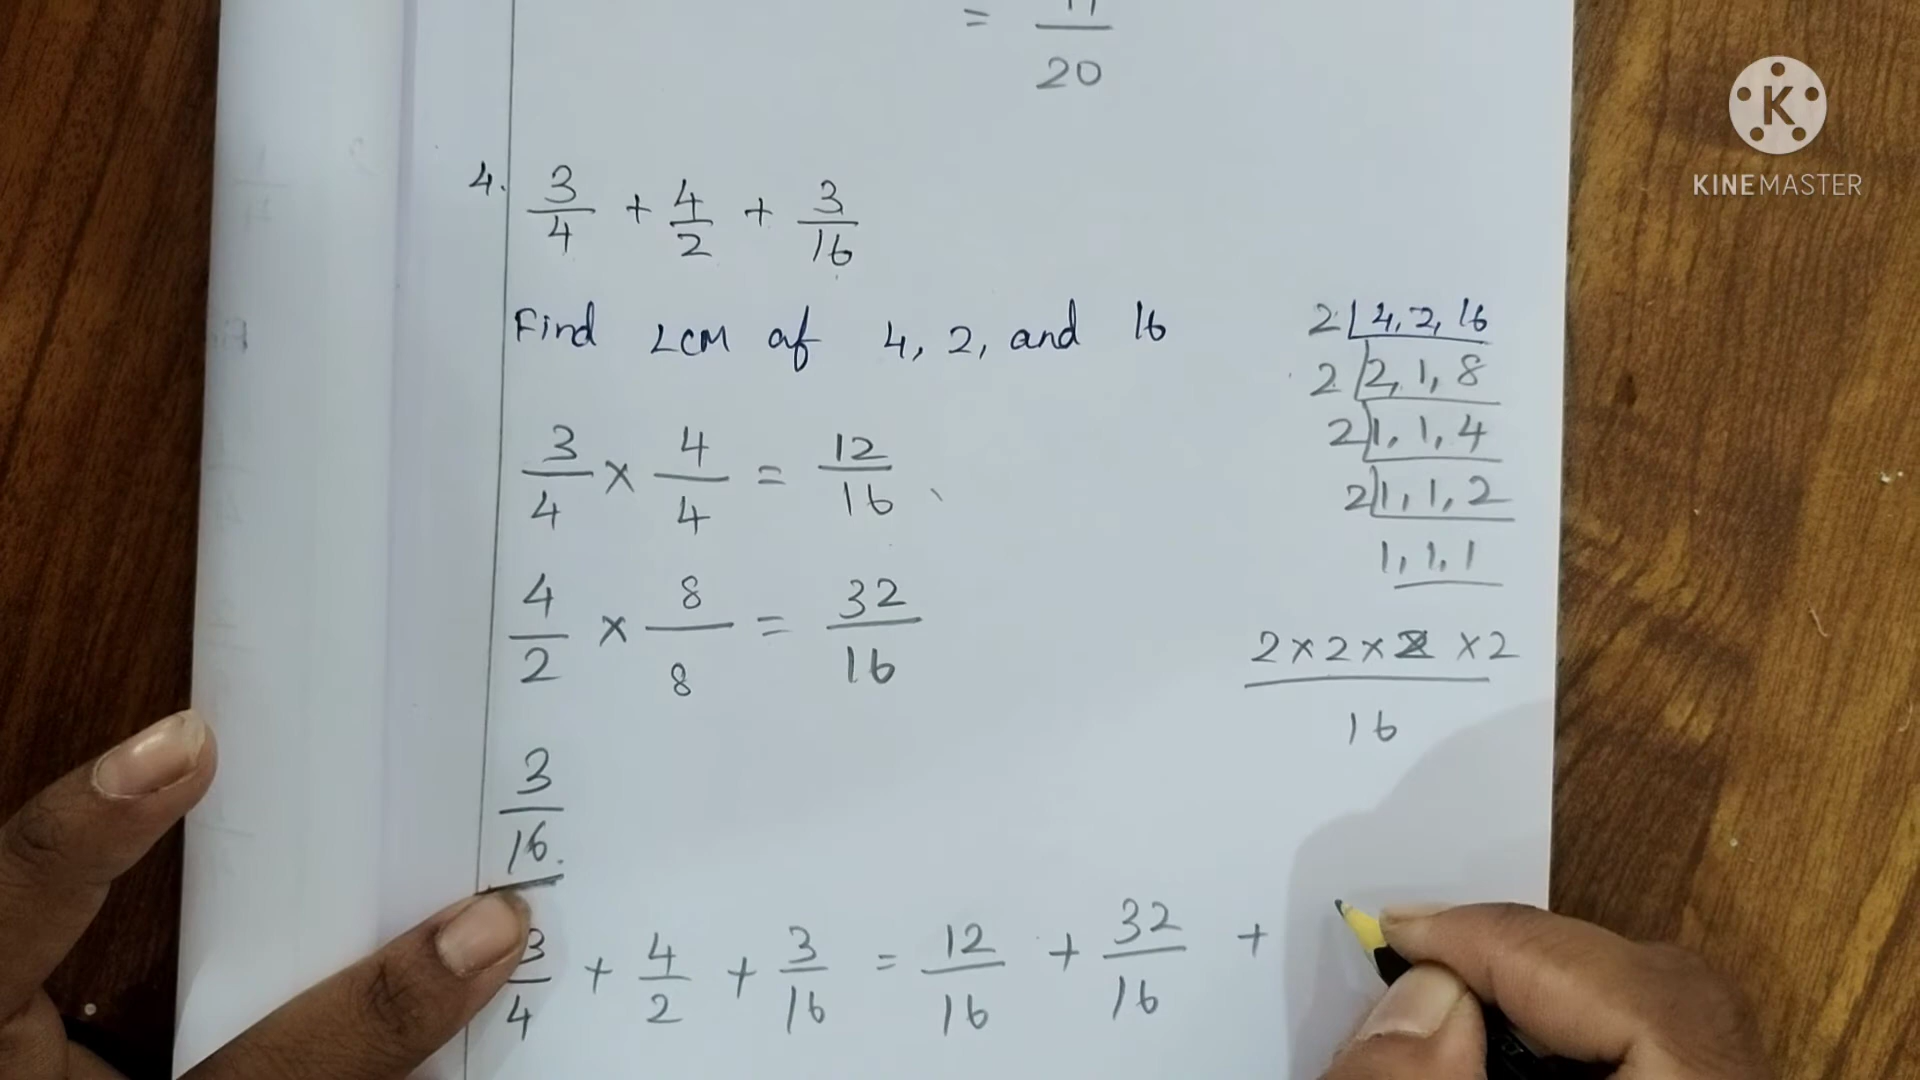 = 20
4. 3/4 + 4/2 + 3/16
Find LCM of 4, 2, and 16
3/4 × 4/4 = 12/16
4/2 × 8/8 = 32/16
3/16.
3/4 + 4/2 + 3/16 = 12/16 + 32/16 +
2 | 4, 2, 16
2 | 2, 1, 8
2 | 1, 1, 4
2 | 1, 1, 2
1, 1, 1
2 × 2 × 2 × 2
16
K
KINEMASTER